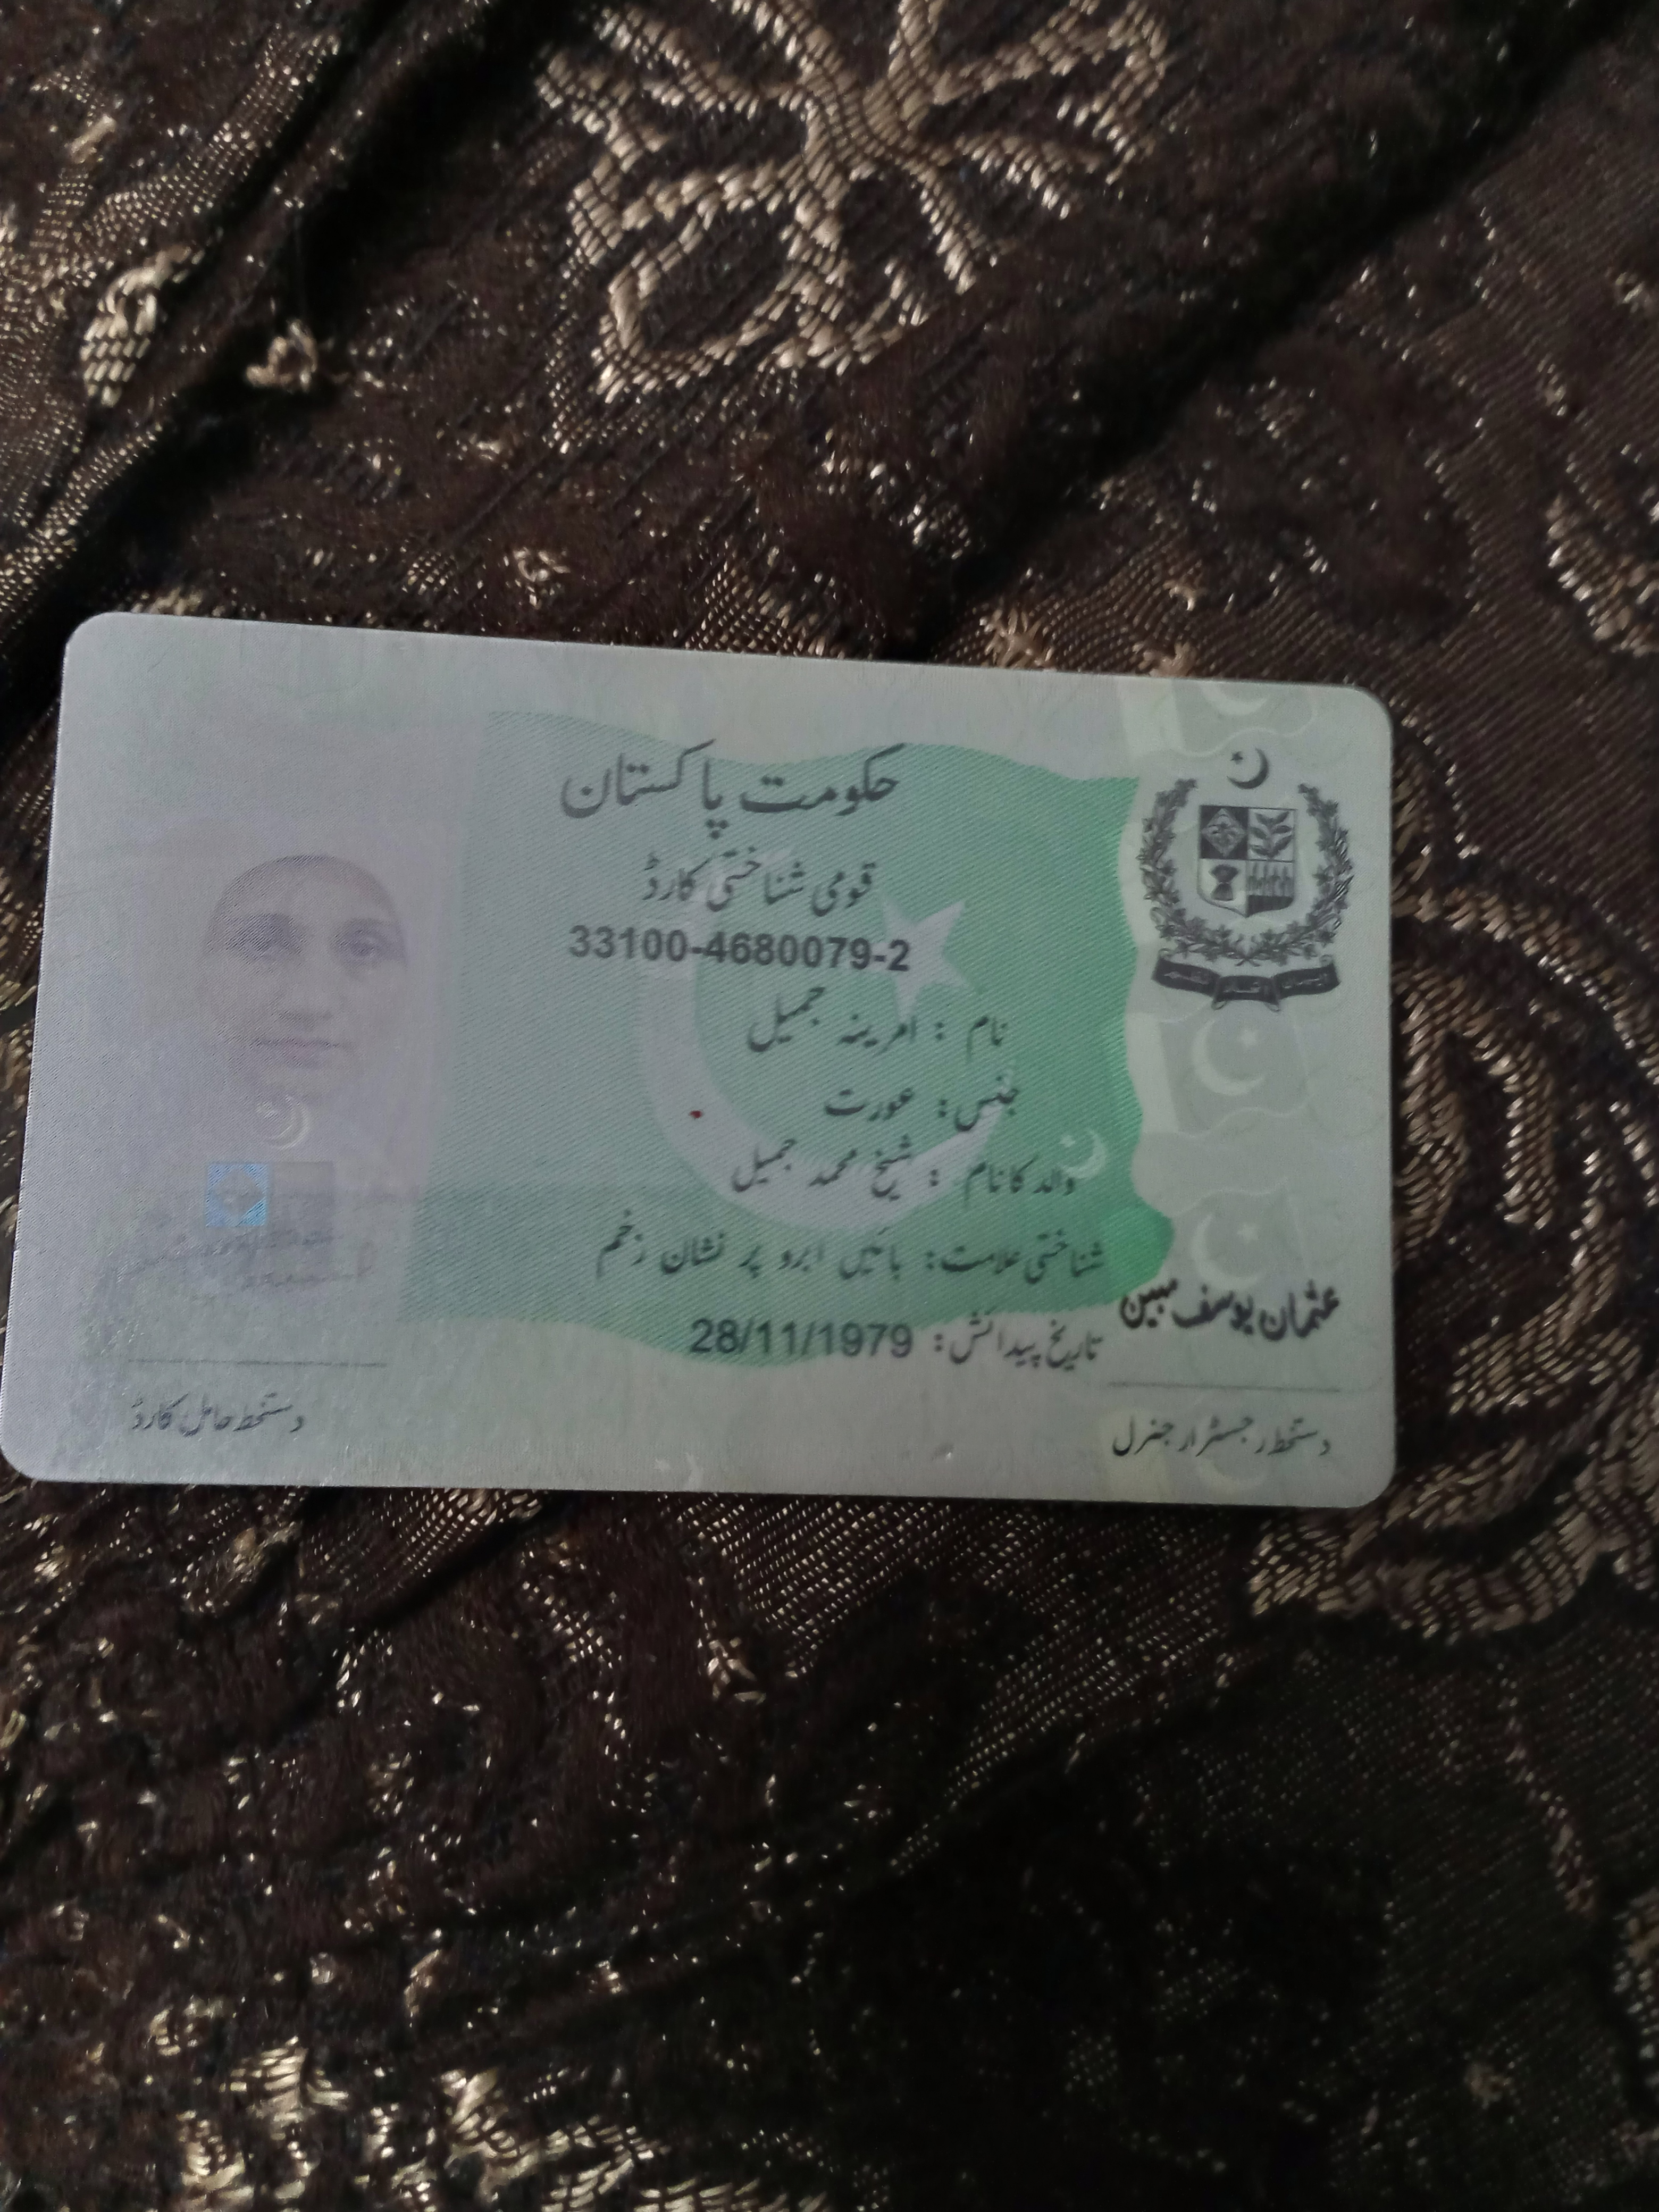 حکومت پاکستان
قومی شناختی کارڈ
33100-4680079-2
نام : امرینہ جمیل
جنس: عورت
والد کا نام : شیخ محمد جمیل
شناختی علامت: بائیں ابرو پر نشان زخم
تاریخ پیدائش: 28/11/1979
عثمان یوسف مبین
دستخط رجسٹرار جنرل
دستخط حامل کارڈ